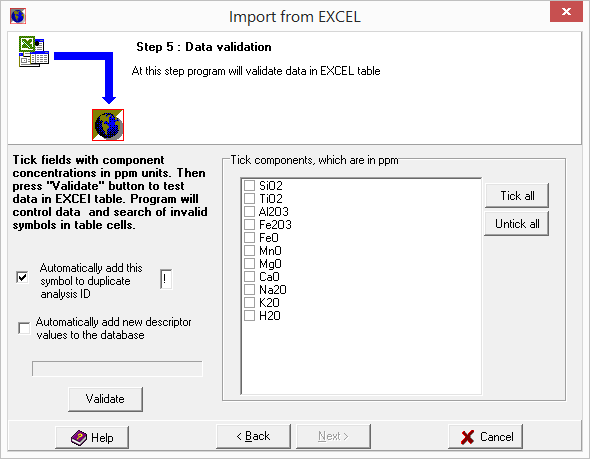 Import from EXCEL
Step 5 : Data validation
At this step program will validate data in EXCEL table
Tick fields with component
concentrations in ppm units. Then
press "Validate" button to test
data in EXCEl table. Program will
control data and search of invalid
symbols in table cells.
Automatically add this
symbol to duplicate
analysis ID
!
Automatically add new descriptor
values to the database
Validate
Tick components, which are in ppm
SiO2
TiO2
Al2O3
Fe2O3
FeO
MnO
MgO
CaO
Na2O
K2O
H2O
Tick all
Untick all
Help
< Back
Next >
Cancel